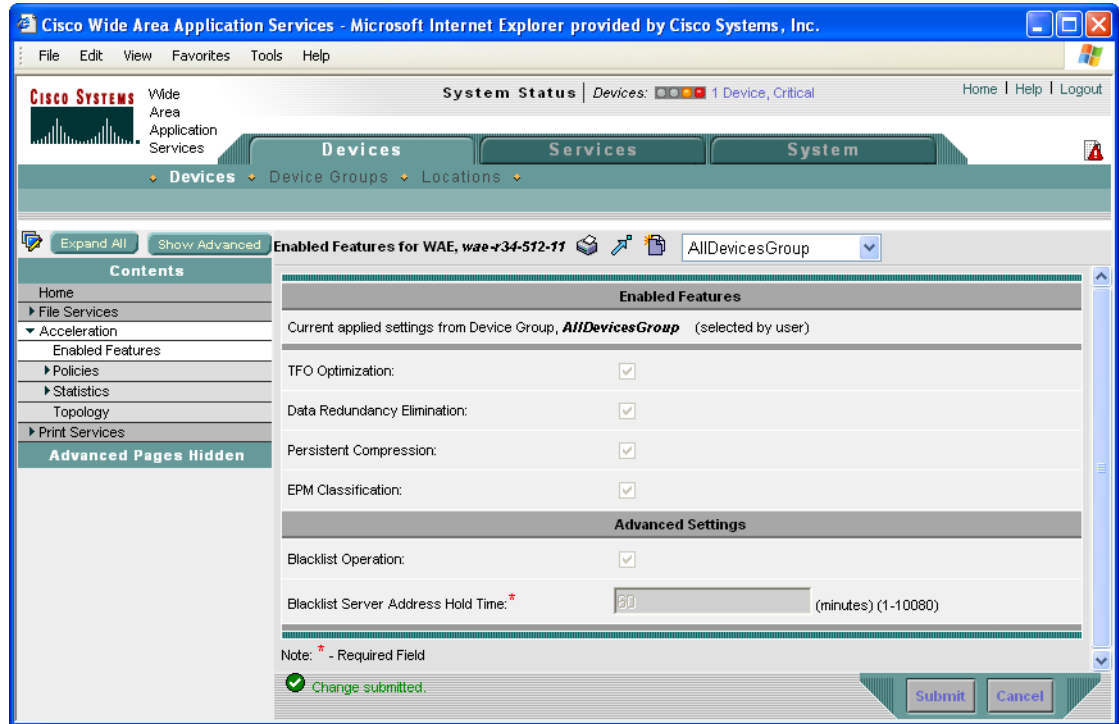 Cisco Wide Area Application Services - Microsoft Internet Explorer provided by Cisco Systems, Inc.
File Edit View Favorites Tools Help
CISCO SYSTEMS
Wide
Area
Application
Services
System Status | Devices: 1 Device, Critical
Home | Help | Logout
Devices Services System
Devices Device Groups Locations
Expand All Show Advanced
Enabled Features for WAE, wae-r34-512-11
AllDevicesGroup
Contents
Home
File Services
Acceleration
Enabled Features
Policies
Statistics
Topology
Print Services
Advanced Pages Hidden
Enabled Features
Current applied settings from Device Group, AllDevicesGroup (selected by user)
TFO Optimization:
Data Redundancy Elimination:
Persistent Compression:
EPM Classification:
Advanced Settings
Blacklist Operation:
Blacklist Server Address Hold Time:* 60 (minutes) (1-10080)
Note: * - Required Field
Change submitted.
Submit Cancel